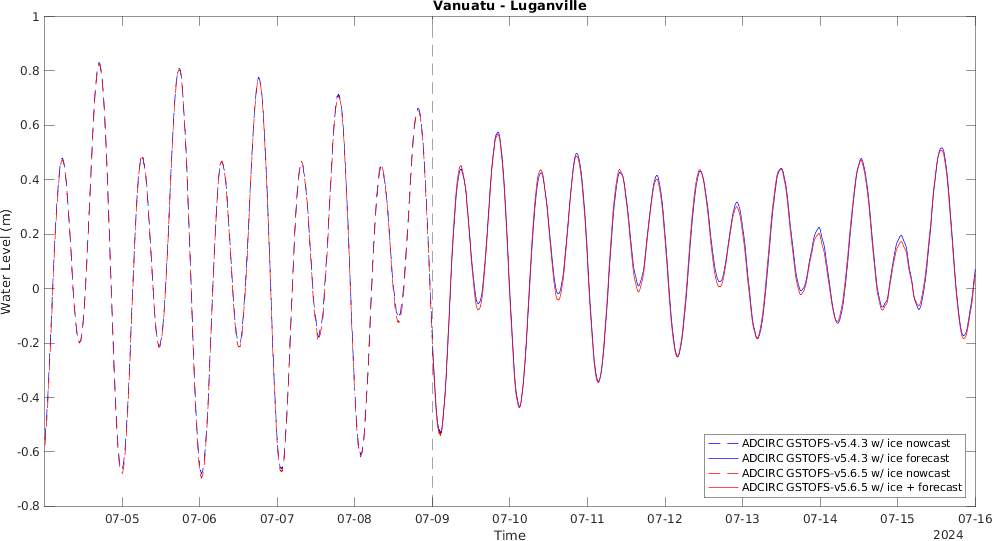 Vanuatu - Luganville
Water Level (m)
1
0.8
0.6
0.4
0.2
0
-0.2
-0.4
-0.6
-0.8
ADCIRC GSTOFS-v5.4.3 w/ ice nowcast
ADCIRC GSTOFS-v5.4.3 w/ ice forecast
ADCIRC GSTOFS-v5.6.5 w/ ice nowcast
ADCIRC GSTOFS-v5.6.5 w/ ice + forecast
07-05 07-06 07-07 07-08 07-09 07-10 07-11 07-12 07-13 07-14 07-15 07-16
Time
2024